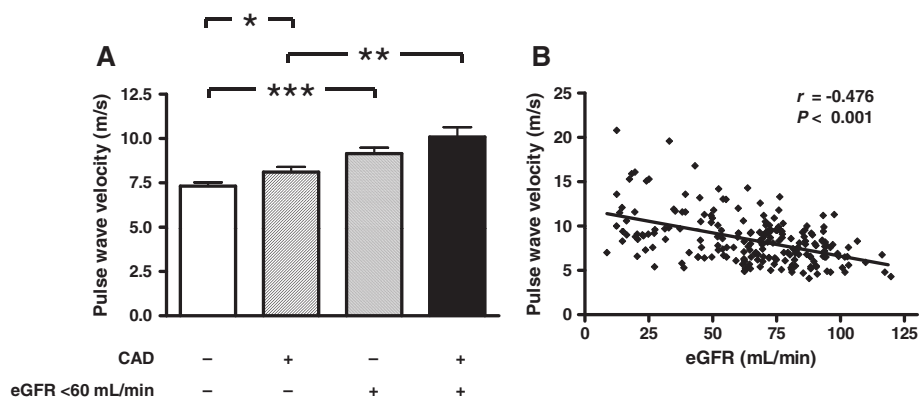 *
**
A
B
***
r = -0.476
P < 0.001
Pulse wave velocity (m/s)
12.5
10.0
7.5
5.0
2.5
0.0
CAD – + – +
eGFR <60 mL/min – – + +
Pulse wave velocity (m/s)
25
20
15
10
5
0
0 25 50 75 100 125
eGFR (mL/min)